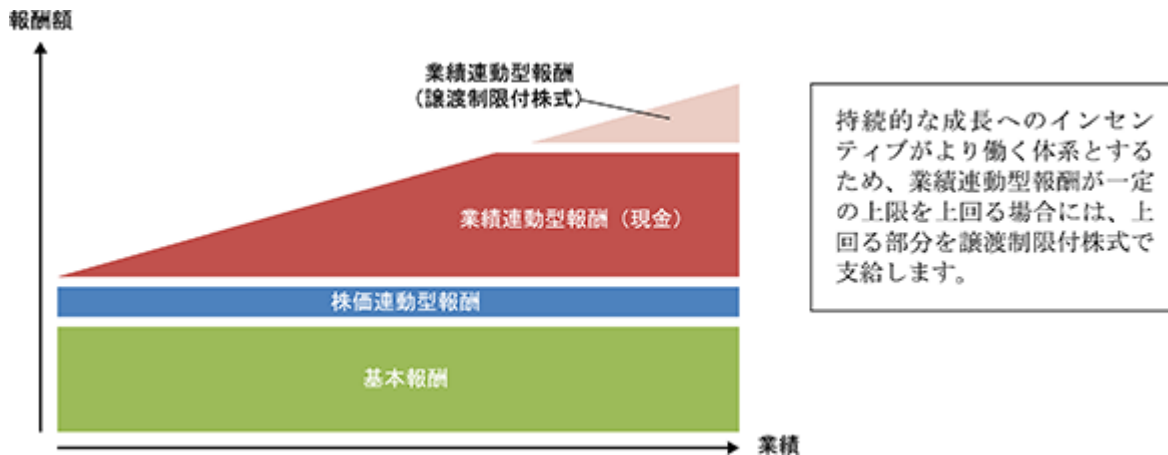 報酬額
業績連動型報酬
（譲渡制限付株式）
業績連動型報酬（現金）
株価連動型報酬
基本報酬
業績
持続的な成長へのインセン
ティブがより働く体系とする
ため、業績連動型報酬が一定
の上限を上回る場合には、上
回る部分を譲渡制限付株式で
支給します。